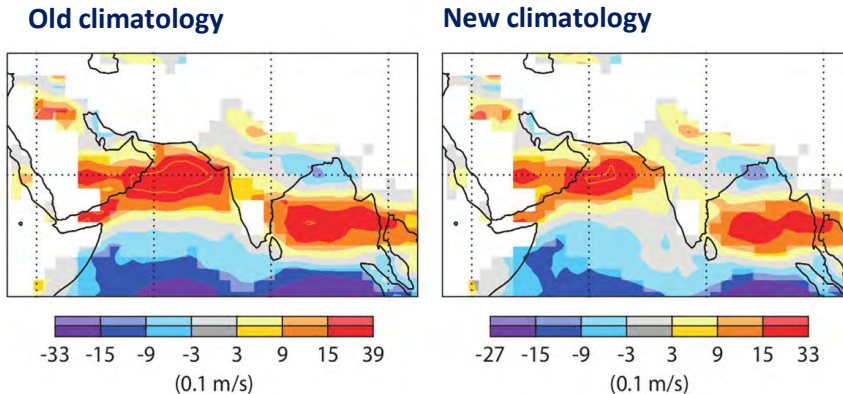 Old climatology
New climatology
-33 -15 -9 -3 3 9 15 39
(0.1 m/s)
-27 -15 -9 -3 3 9 15 33
(0.1 m/s)